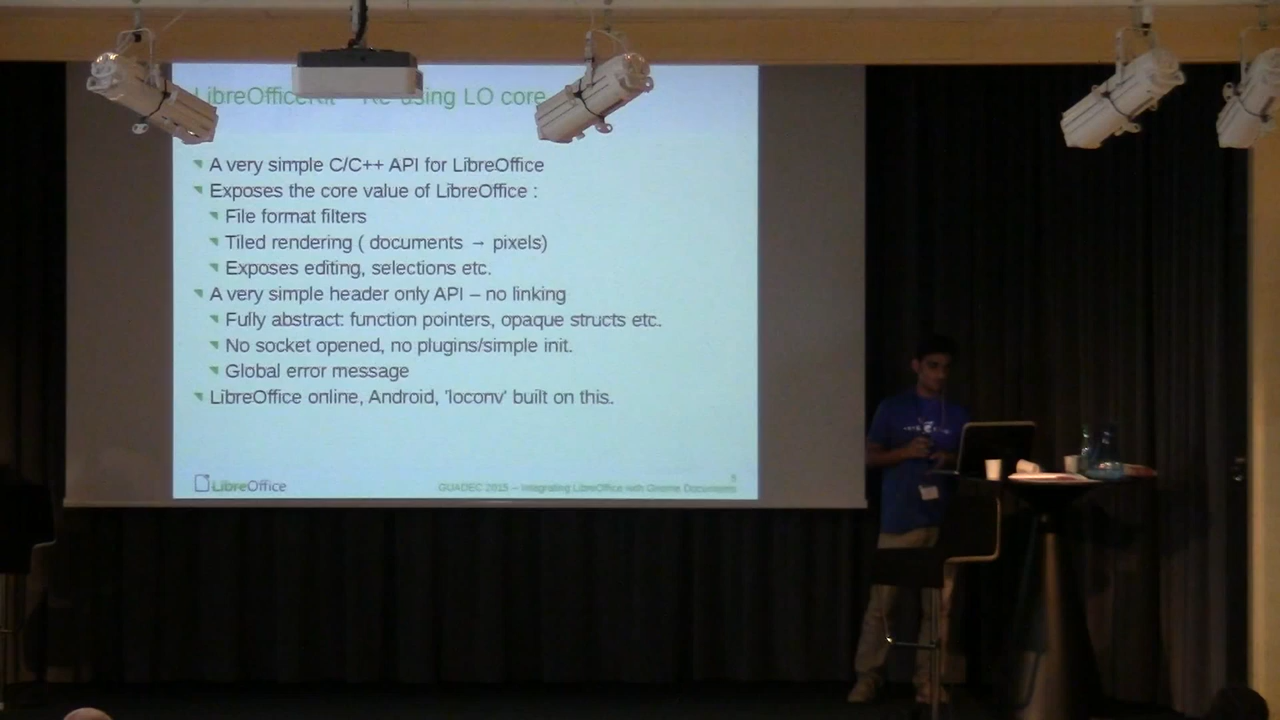 LibreOfficeKit – Re-using LO core
A very simple C/C++ API for LibreOffice
Exposes the core value of LibreOffice :
File format filters
Tiled rendering ( documents → pixels)
Exposes editing, selections etc.
A very simple header only API – no linking
Fully abstract: function pointers, opaque structs etc.
No socket opened, no plugins/simple init.
Global error message
LibreOffice online, Android, 'loconv' built on this.
LibreOffice
GUADEC 2015 – Integrating LibreOffice with Gnome Documents